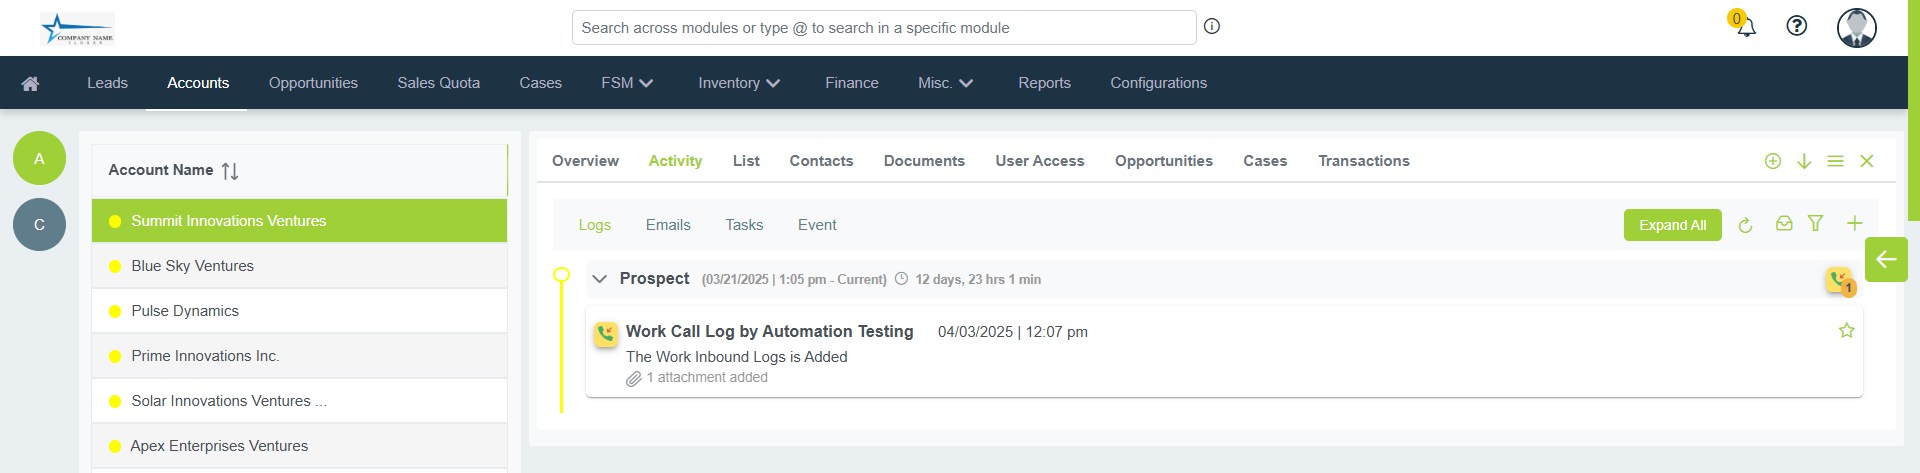 COMPANY NAME
Search across modules or type @ to search in a specific module
0
Leads Accounts Opportunities Sales Quota Cases FSM Inventory Finance Misc. Reports Configurations
A
C
Account Name
Summit Innovations Ventures
Blue Sky Ventures
Pulse Dynamics
Prime Innovations Inc.
Solar Innovations Ventures ...
Apex Enterprises Ventures
Overview Activity List Contacts Documents User Access Opportunities Cases Transactions
Logs Emails Tasks Event Expand All
Prospect (03/21/2025 | 1:05 pm - Current) 12 days, 23 hrs 1 min
1
Work Call Log by Automation Testing 04/03/2025 | 12:07 pm
The Work Inbound Logs is Added
1 attachment added